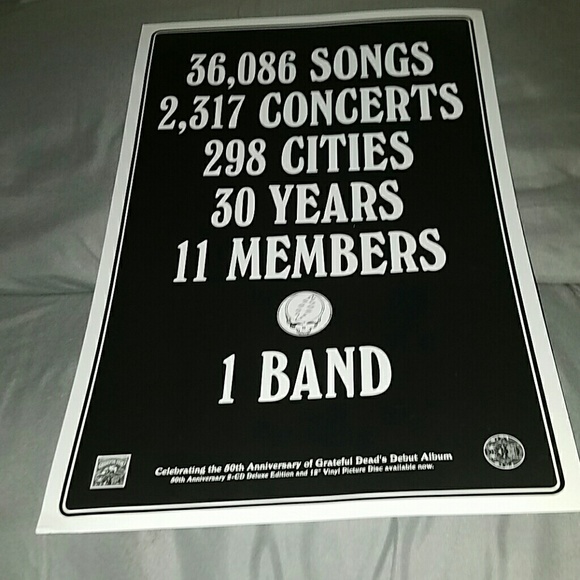 36,086 SONGS
2,317 CONCERTS
298 CITIES
30 YEARS
11 MEMBERS
1 BAND
Celebrating the 50th Anniversary of Grateful Dead's Debut Album
50th Anniversary 2-CD Deluxe Edition and 12" Vinyl Picture Disc available now.